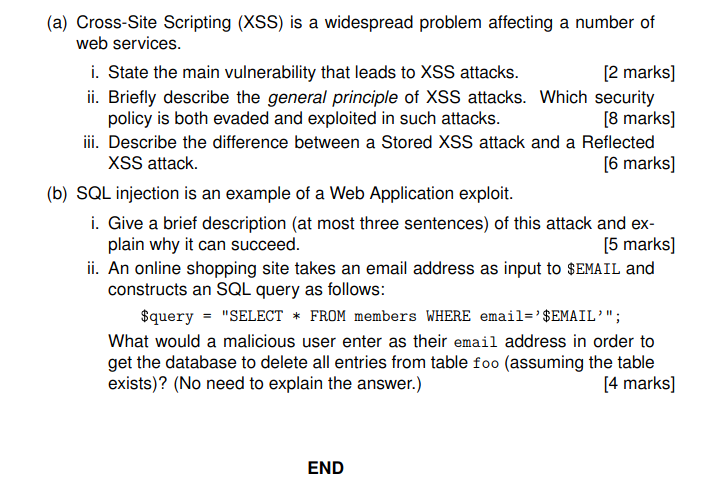 (a) Cross-Site Scripting (XSS) is a widespread problem affecting a number of
web services.
i. State the main vulnerability that leads to XSS attacks. [2 marks]
ii. Briefly describe the general principle of XSS attacks. Which security
policy is both evaded and exploited in such attacks. [8 marks]
iii. Describe the difference between a Stored XSS attack and a Reflected
XSS attack. [6 marks]
(b) SQL injection is an example of a Web Application exploit.
i. Give a brief description (at most three sentences) of this attack and ex-
plain why it can succeed. [5 marks]
ii. An online shopping site takes an email address as input to $EMAIL and
constructs an SQL query as follows:
$query = "SELECT * FROM members WHERE email=’$EMAIL’";
What would a malicious user enter as their email address in order to
get the database to delete all entries from table foo (assuming the table
exists)? (No need to explain the answer.) [4 marks]
END